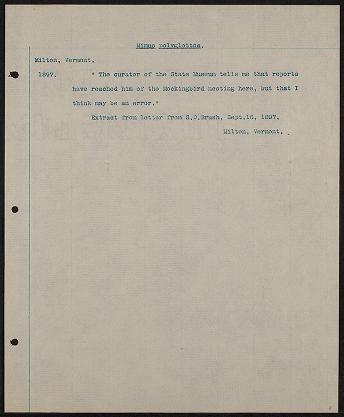 Mimus polyglottos.
Milton, Vermont.
1897. " The curator of the State Museum tells me that reports
have reached him of the Mockingbird nesting here, but that I
think may be an error."
Extract from letter from S.D.Brush, Sept.16, 1897.
Milton, Vermont.